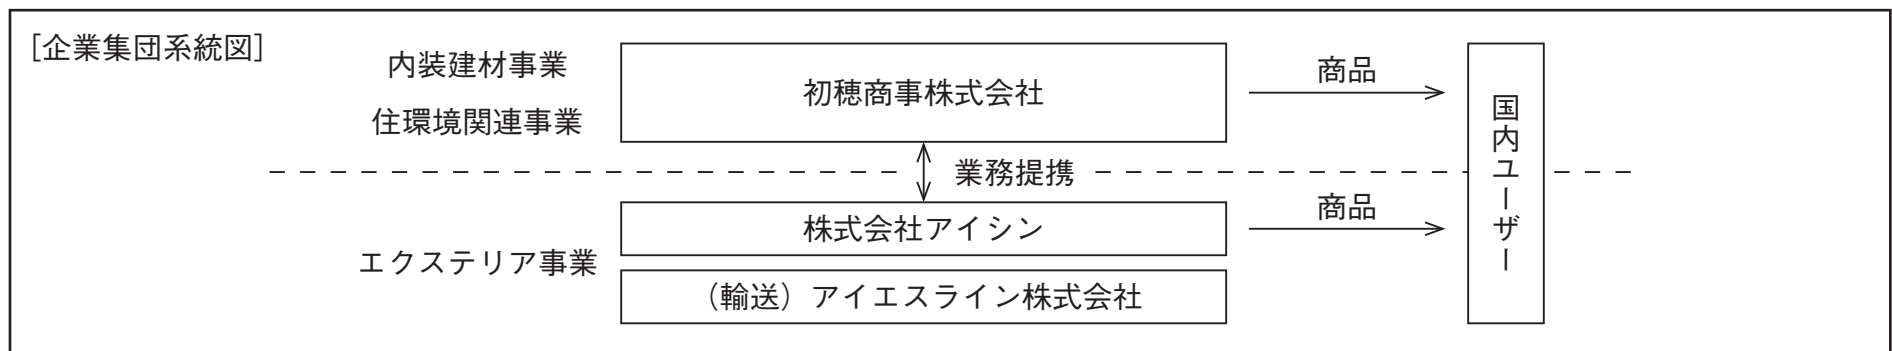 ［企業集団系統図］
内装建材事業
住環境関連事業
初穂商事株式会社
商品
業務提携
エクステリア事業
株式会社アイシン
商品
（輸送）アイエスライン株式会社
国内ユーザー